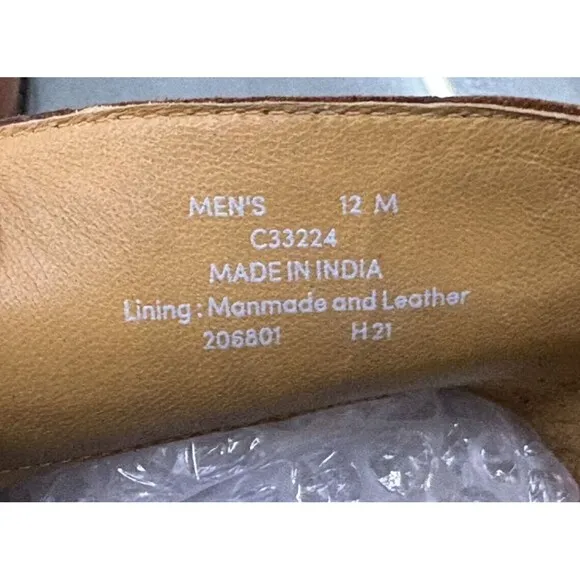 MEN'S 12 M
C33224
MADE IN INDIA
Lining : Manmade and Leather
206801 H21